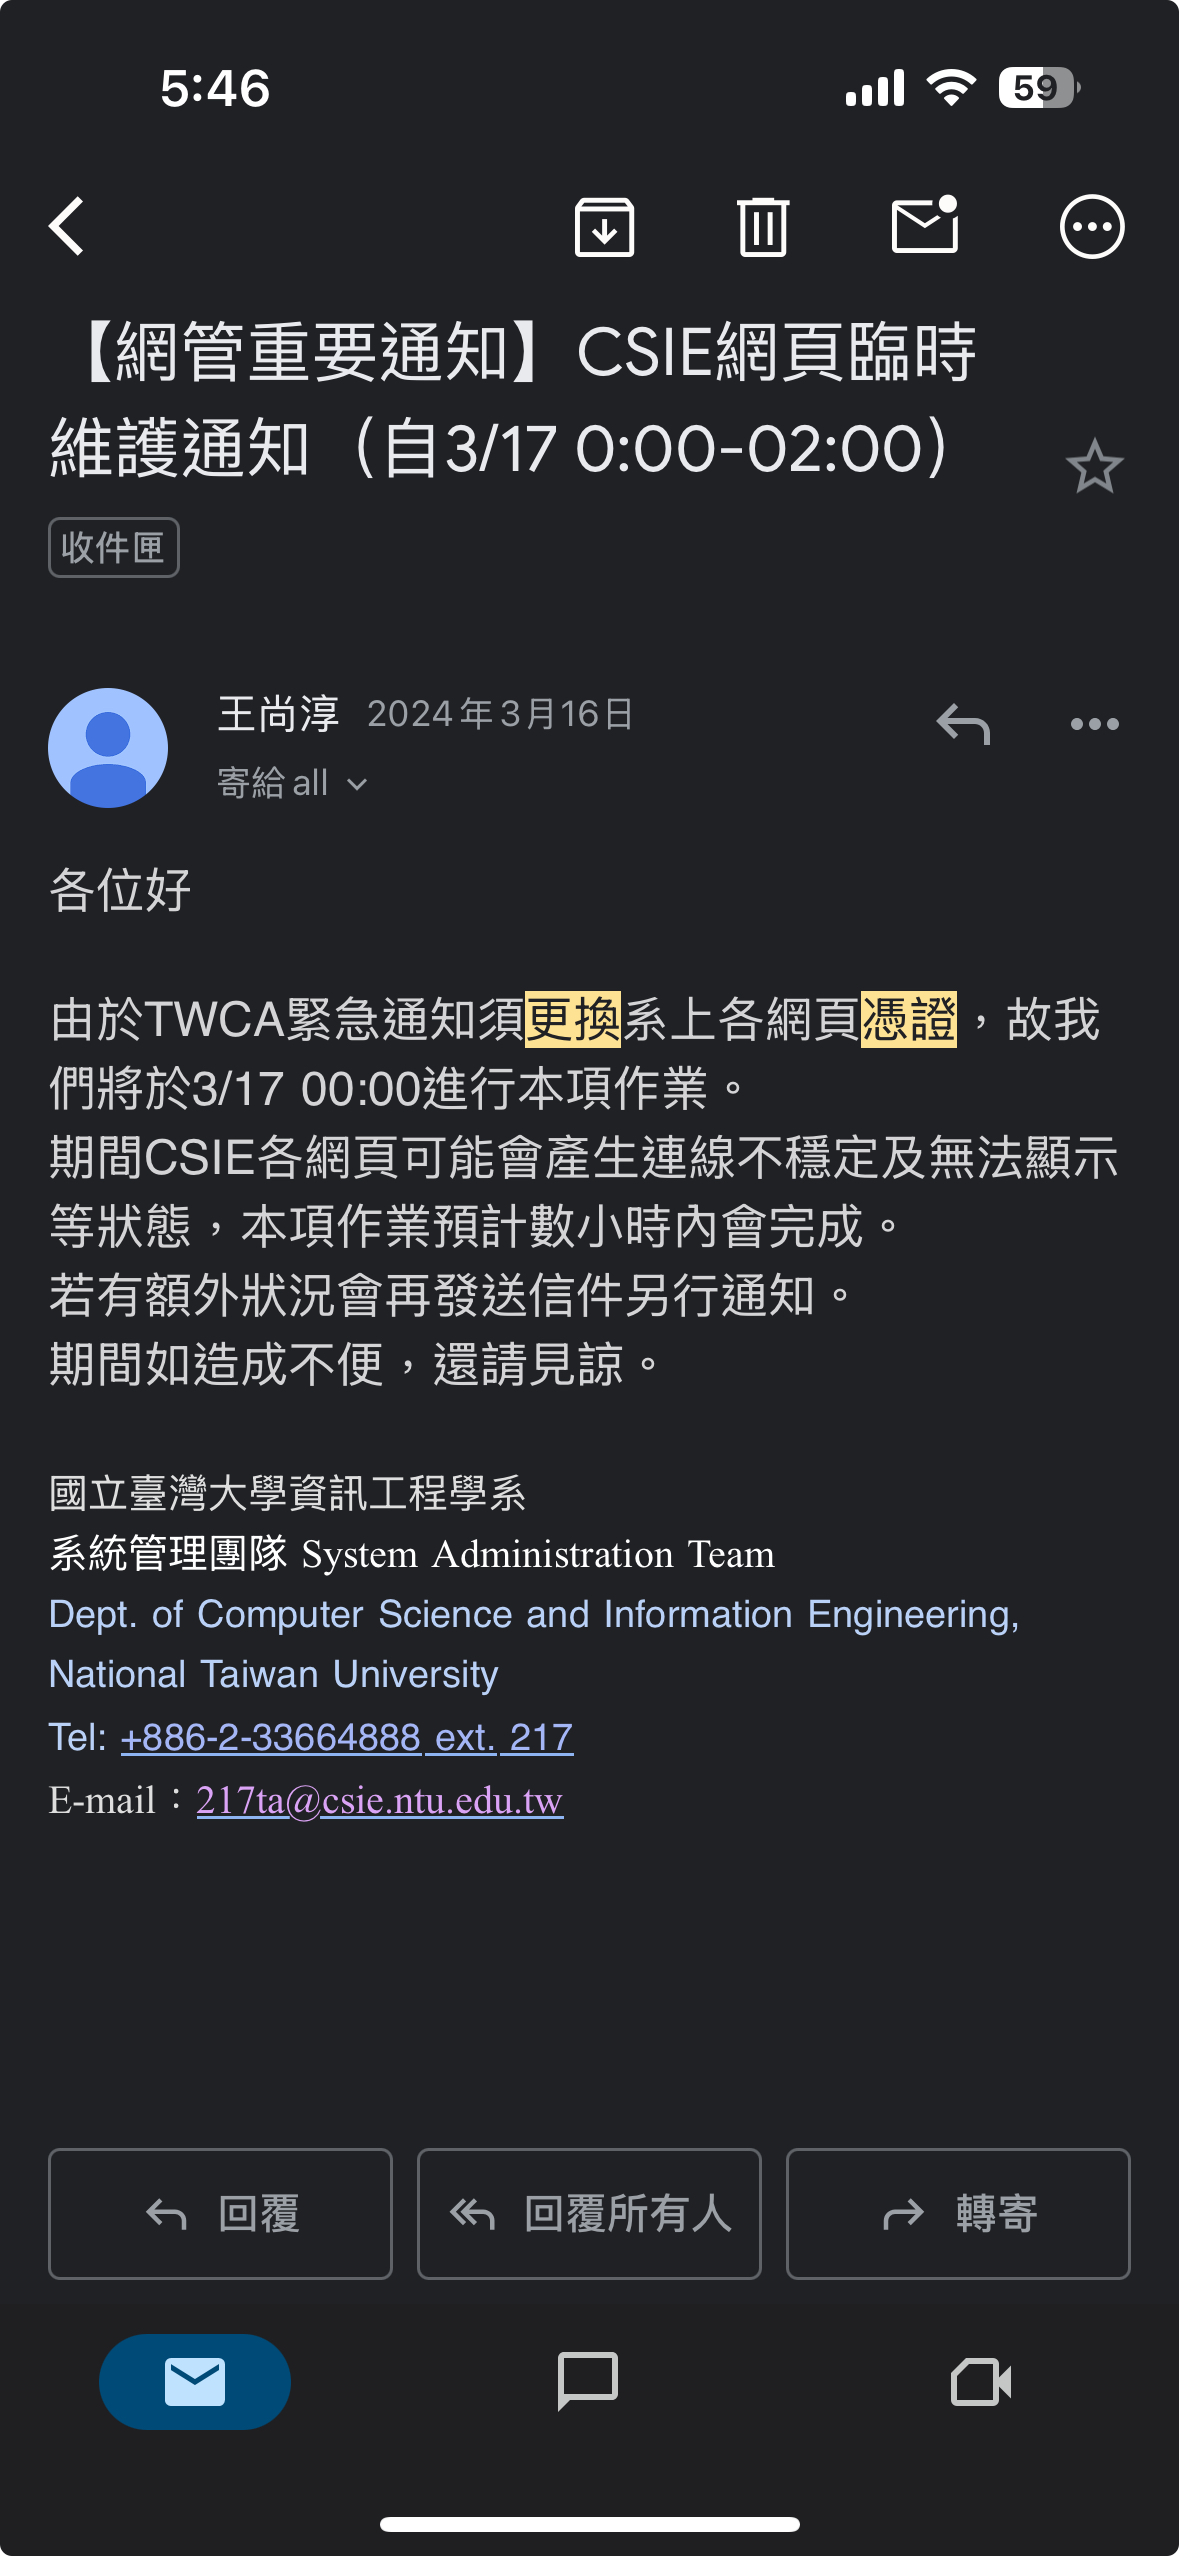 5:46
59
【網管重要通知】CSIE網頁臨時
維護通知（自3/17 0:00-02:00）
收件匣
王尚淳 2024年3月16日
寄給 all
各位好
由於TWCA緊急通知須更換系上各網頁憑證，故我
們將於3/17 00:00進行本項作業。
期間CSIE各網頁可能會產生連線不穩定及無法顯示
等狀態，本項作業預計數小時內會完成。
若有額外狀況會再發送信件另行通知。
期間如造成不便，還請見諒。
國立臺灣大學資訊工程學系
系統管理團隊 System Administration Team
Dept. of Computer Science and Information Engineering,
National Taiwan University
Tel: +886-2-33664888 ext. 217
E-mail：217ta@csie.ntu.edu.tw
回覆 回覆所有人 轉寄